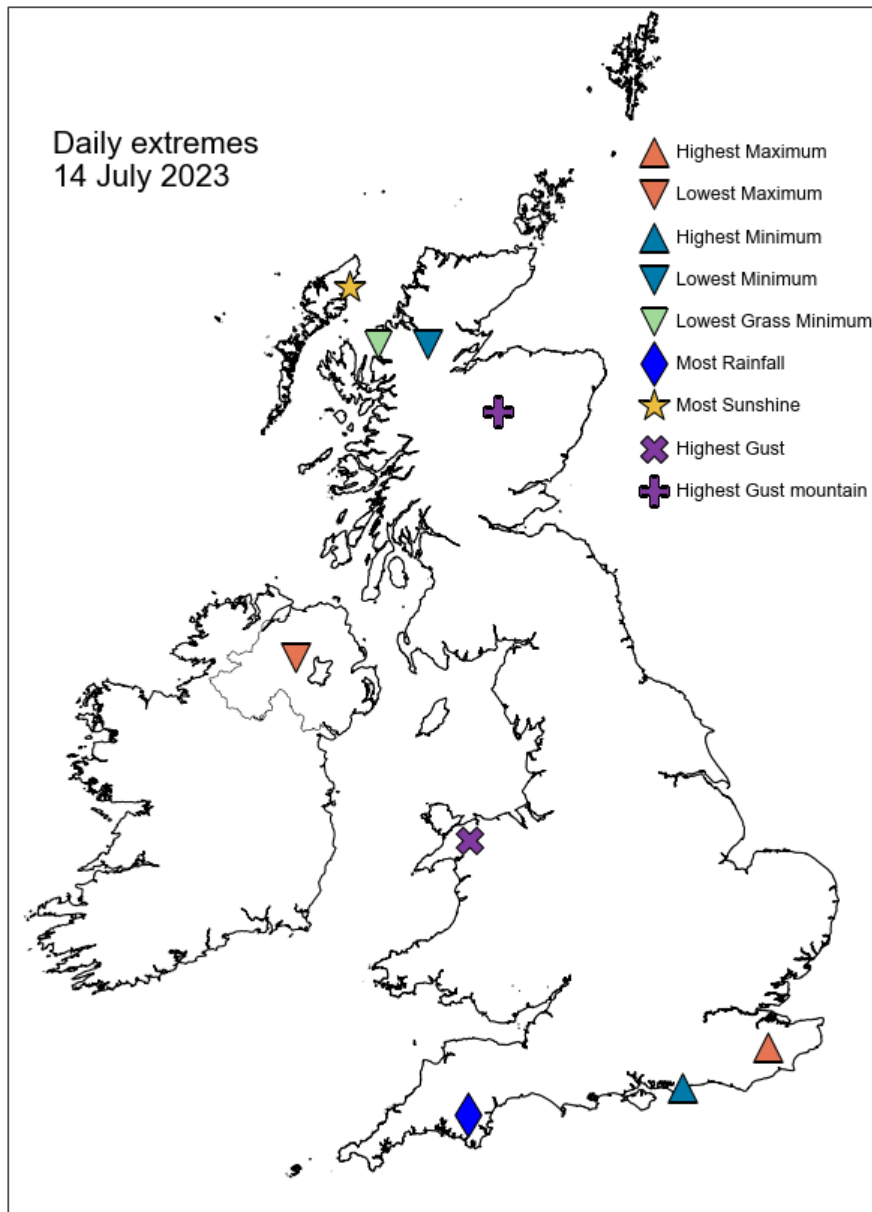 Daily extremes
14 July 2023
Highest Maximum
Lowest Maximum
Highest Minimum
Lowest Minimum
Lowest Grass Minimum
Most Rainfall
Most Sunshine
Highest Gust
Highest Gust mountain